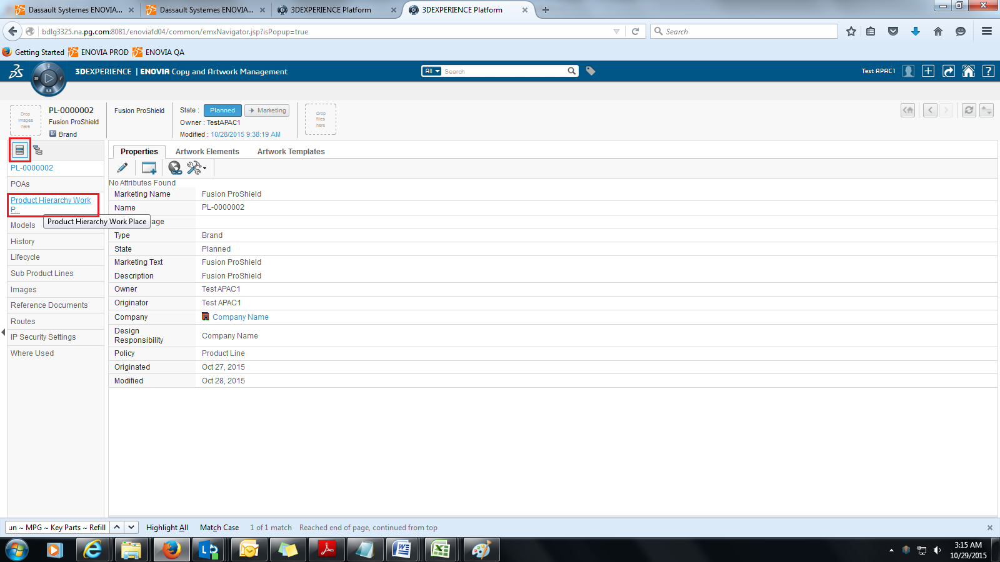 Dassault Systemes ENOVIA...
Dassault Systemes ENOVIA...
3DEXPERIENCE Platform
3DEXPERIENCE Platform
bdlg3325.na.pg.com:8081/enoviafd04/common/emxNavigator.jsp?isPopup=true
Search
Getting Started
ENOVIA PROD
ENOVIA QA
3DEXPERIENCE | ENOVIA Copy and Artwork Management
All
Search
Test APAC1
Drop
images
here
PL-0000002
Fusion ProShield
Brand
Fusion ProShield
State :
Planned
Marketing
Owner : TestAPAC1
Modified : 10/28/2015 9:38:19 AM
Drop
files
here
PL-0000002
POAs
Product Hierarchy Work
P...
Product Hierarchy Work Place
Models
History
Lifecycle
Sub Product Lines
Images
Reference Documents
Routes
IP Security Settings
Where Used
Properties
Artwork Elements
Artwork Templates
No Attributes Found
Marketing Name Fusion ProShield
Name PL-0000002
age
Type Brand
State Planned
Marketing Text Fusion ProShield
Description Fusion ProShield
Owner TestAPAC1
Originator Test APAC1
Company Company Name
Design
Responsibility
Company Name
Policy Product Line
Originated Oct 27, 2015
Modified Oct 28, 2015
un ~ MPG ~ Key Parts ~ Refill
Highlight All
Match Case
1 of 1 match
Reached end of page, continued from top
3:15 AM
10/29/2015